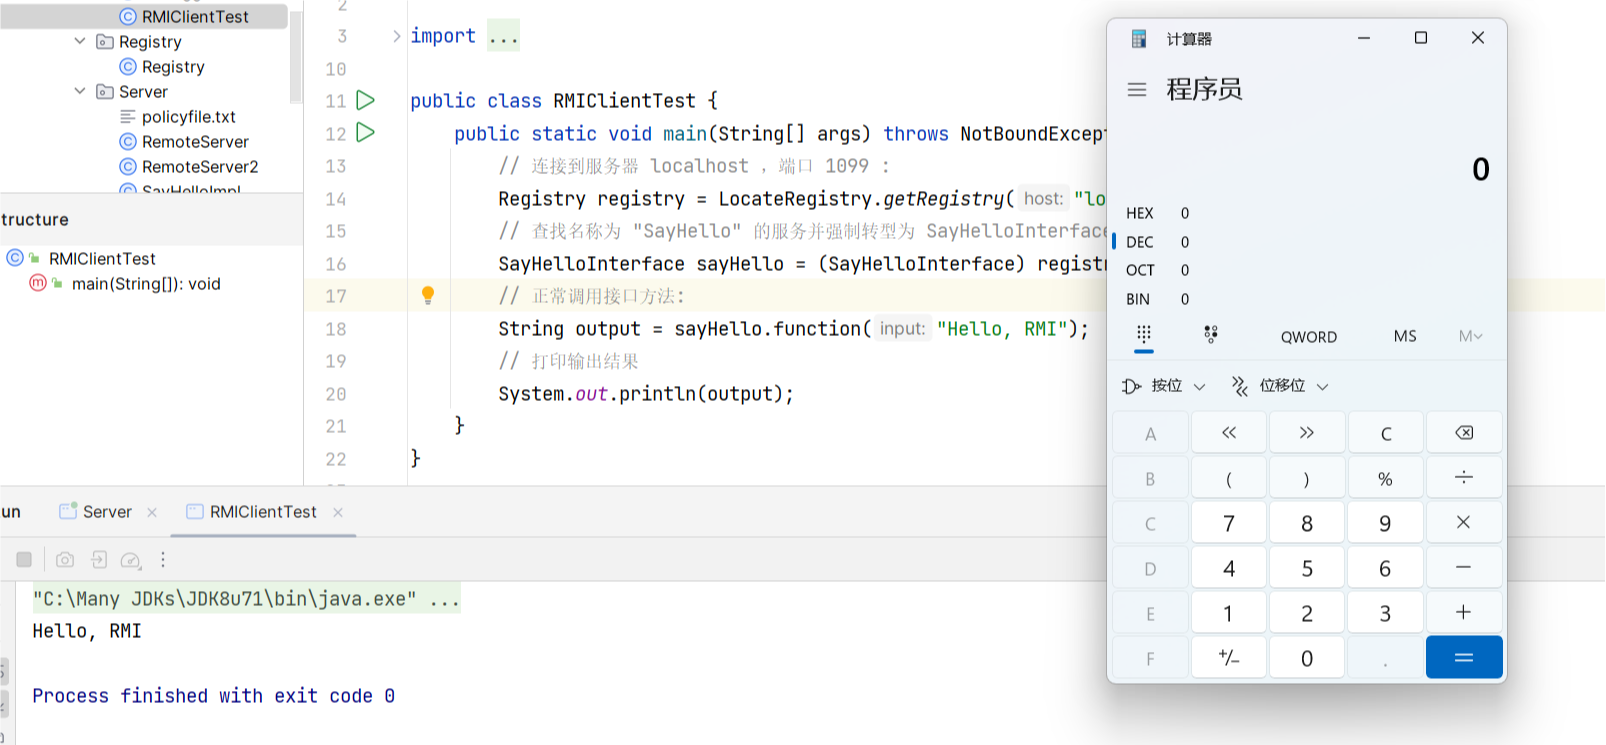 RMIClientTest
Registry
Registry
Server
policyfile.txt
RemoteServer
RemoteServer2
SayHelloImpl
tructure
RMIClientTest
main(String[]): void
2
3 import ...
10
11 public class RMIClientTest {
12 public static void main(String[] args) throws NotBoundExcept
13 // 连接到服务器 localhost ，端口 1099 :
14 Registry registry = LocateRegistry.getRegistry( host: "lo
15 // 查找名称为 "SayHello" 的服务并强制转型为 SayHelloInterface
16 SayHelloInterface sayHello = (SayHelloInterface) registr
17 // 正常调用接口方法:
18 String output = sayHello.function( input: "Hello, RMI");
19 // 打印输出结果
20 System.out.println(output);
21 }
22 }
un
Server
RMIClientTest
"C:\Many JDKs\JDK8u71\bin\java.exe" ...
Hello, RMI
Process finished with exit code 0
计算器
程序员
0
HEX 0
DEC 0
OCT 0
BIN 0
QWORD MS M
按位 位移位
A « » C
B ( ) % ÷
C 7 8 9 ×
D 4 5 6 −
E 1 2 3 +
F +/− 0 . =